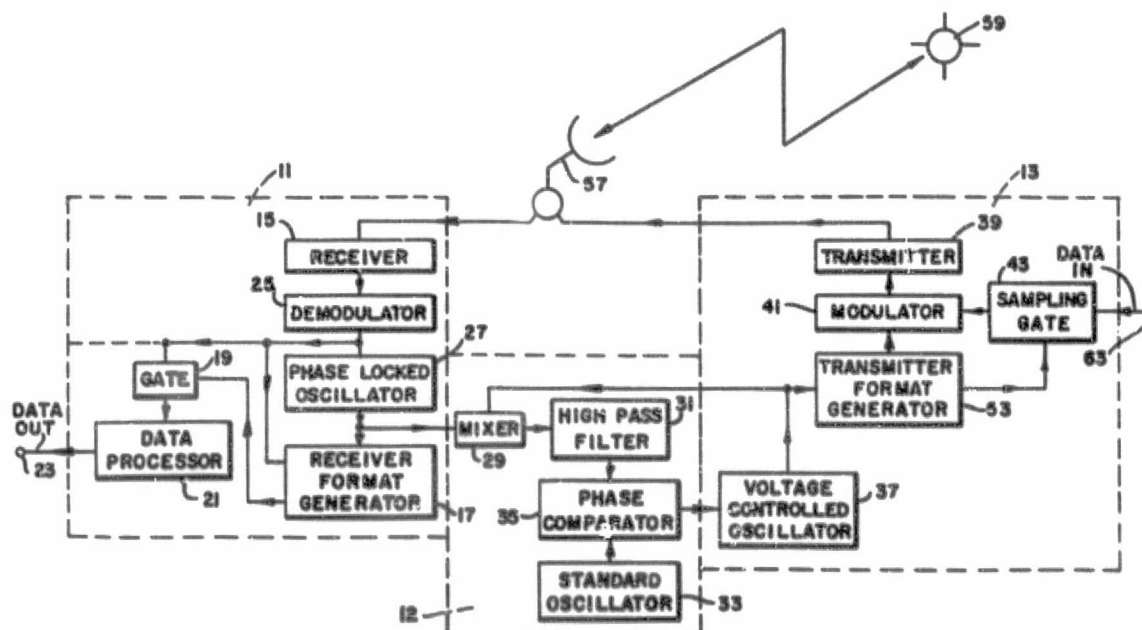 59
57
11
13
15
RECEIVER
39
TRANSMITTER
43
DATA
IN
25
DEMODULATOR
41
MODULATOR
SAMPLING
GATE
63
27
19
GATE
PHASE LOCKED
OSCILLATOR
TRANSMITTER
FORMAT
GENERATOR
53
MIXER
29
HIGH PASS
FILTER
31
DATA
OUT
23
DATA
PROCESSOR
21
RECEIVER
FORMAT
GENERATOR
17
35
PHASE
COMPARATOR
VOLTAGE
CONTROLLED
OSCILLATOR
37
STANDARD
OSCILLATOR
33
12